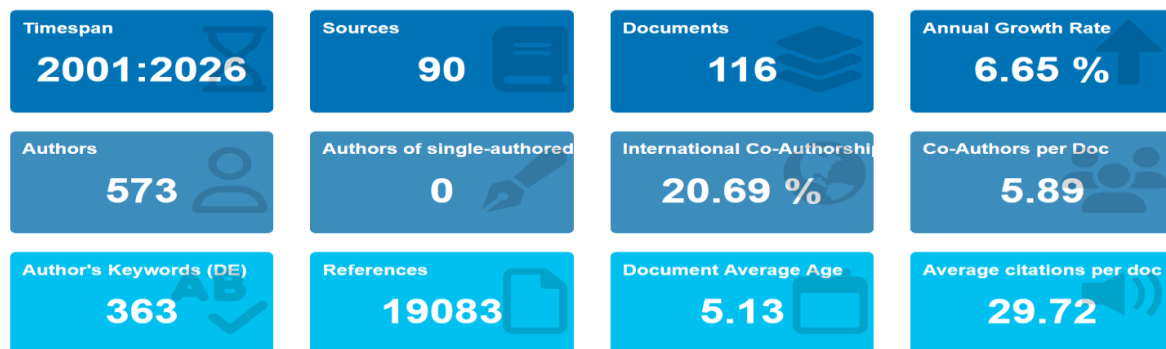 Timespan
2001:2026
Sources
90
Documents
116
Annual Growth Rate
6.65 %
Authors
573
Authors of single-authored
0
International Co-Authorship
20.69 %
Co-Authors per Doc
5.89
Author's Keywords (DE)
363
AB
References
19083
Document Average Age
5.13
Average citations per doc
29.72